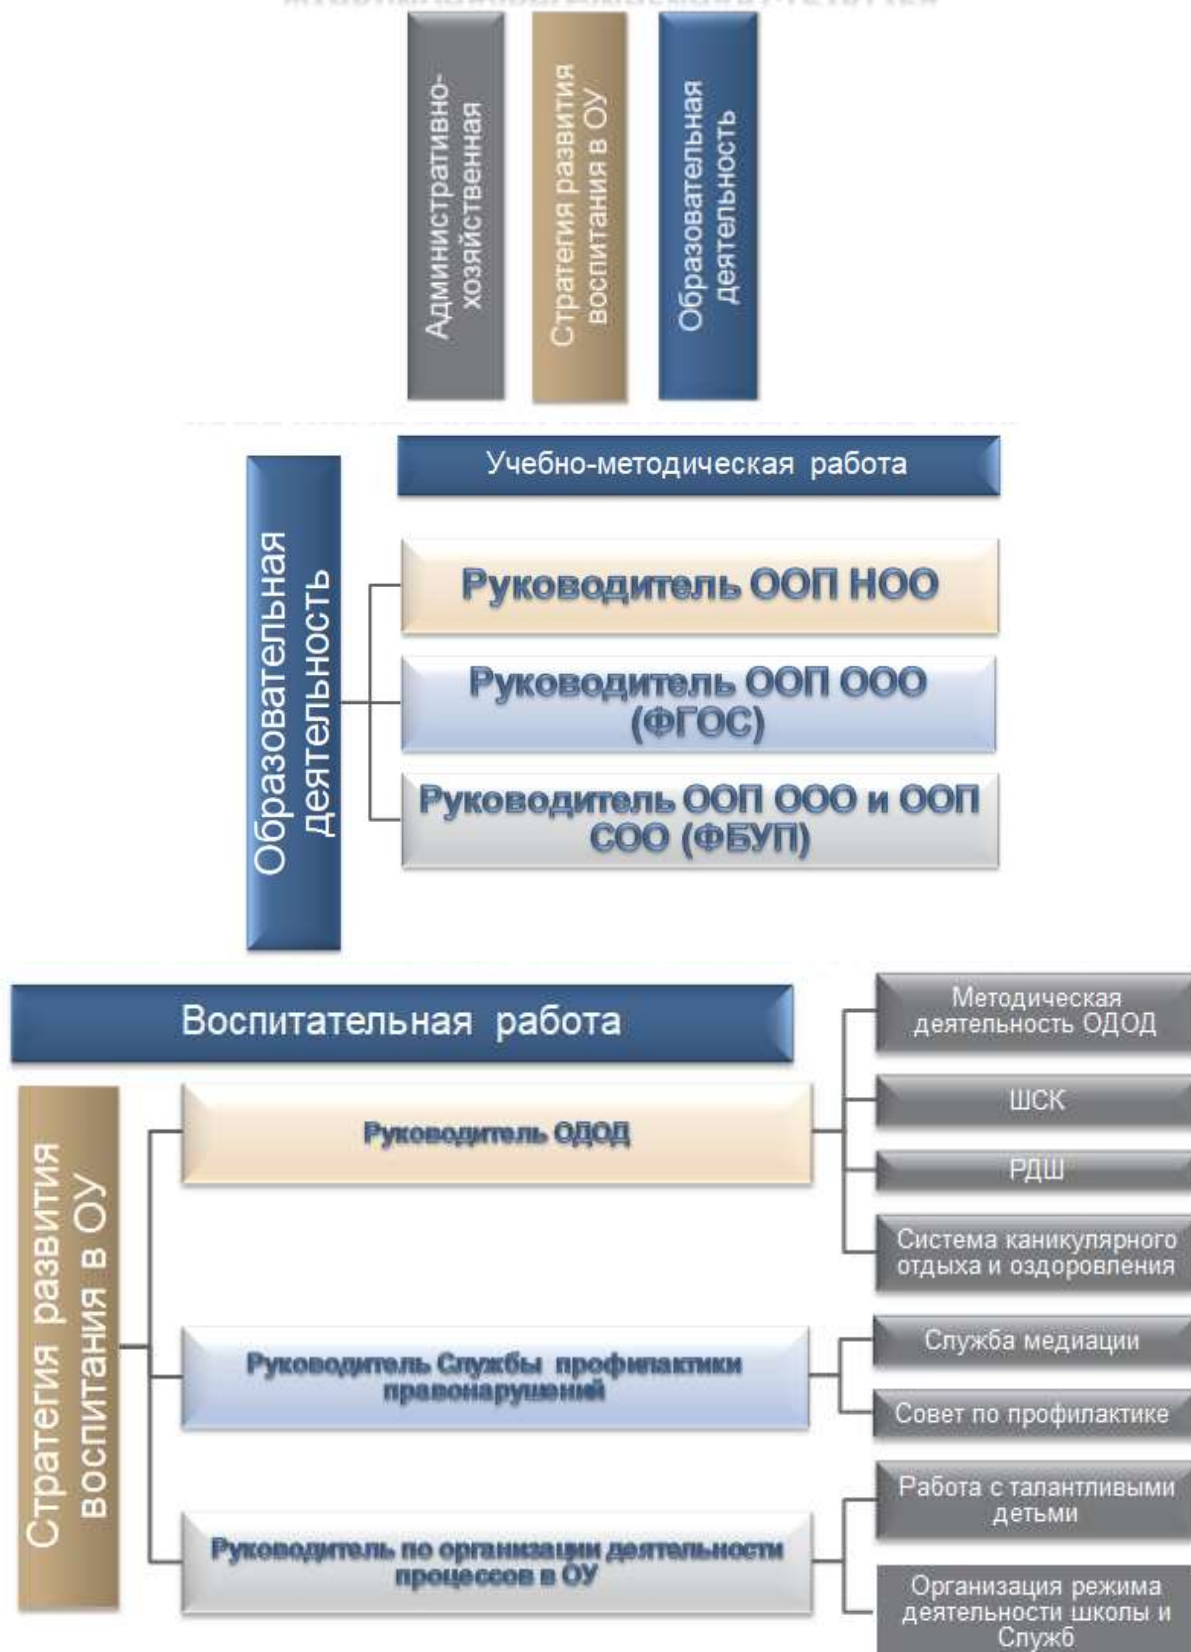 Административно-
хозяйственная
Стратегия развития
воспитания в ОУ
Образовательная
деятельность
Учебно-методическая работа
Образовательная
деятельность
Руководитель ООП НОО
Руководитель ООП ООО
(ФГОС)
Руководитель ООП ООО и ООП
СОО (ФБУП)
Воспитательная работа
Стратегия развития
воспитания в ОУ
Руководитель ОДОД
Методическая
деятельность ОДОД
ШСК
РДШ
Система каникулярного
отдыха и оздоровления
Руководитель Службы профилактики
правонарушений
Служба медиации
Совет по профилактике
Руководитель по организации деятельности
процессов в ОУ
Работа с талантливыми
детьми
Организация режима
деятельности школы и
Служб